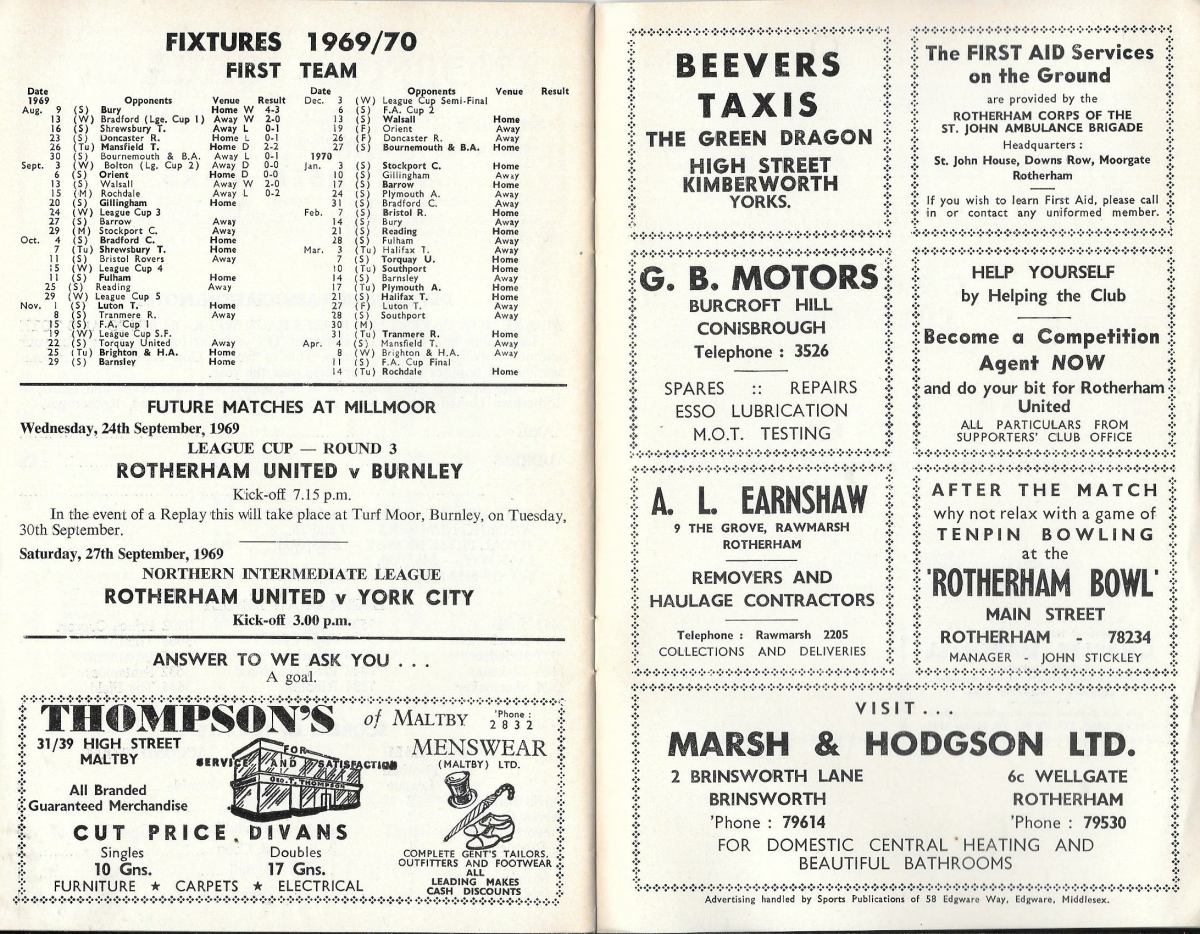 FIXTURES 1969/70
FIRST TEAM
Date Opponents Venue Result
1969
Aug. 9 (S) Bury Home W 4-3
13 (W) Bradford (Lge. Cup 1) Away W 2-0
16 (S) Shrewsbury T. Away L 0-1
23 (S) Doncaster R. Home L 0-1
26 (Tu) Mansfield T. Home D 2-2
30 (S) Bournemouth & B.A. Away L 0-1
Sept. 3 (W) Bolton (Lg. Cup 2) Away D 0-0
6 (S) Orient Home D 0-0
13 (S) Walsall Away W 2-0
15 (M) Rochdale Away L 0-2
20 (S) Gillingham Home
24 (W) League Cup 3
27 (S) Barrow Away
29 (M) Stockport C. Away
Oct. 4 (S) Bradford C. Home
7 (Tu) Shrewsbury T. Home
11 (S) Bristol Rovers Away
15 (W) League Cup 4
11 (S) Fulham Home
25 (S) Reading Away
29 (W) League Cup 5
Nov. 1 (S) Luton T. Home
8 (S) Tranmere R. Away
15 (S) F.A. Cup 1
19 (W) League Cup S.F.
22 (S) Torquay United Away
25 (Tu) Brighton & H.A. Home
29 (S) Barnsley Home
Date Opponents Venue Result
Dec. 3 (W) League Cup Semi-Final
6 (S) F.A. Cup 2
13 (S) Walsall Home
19 (F) Orient Away
26 (F) Doncaster R. Away
27 (S) Bournemouth & B.A. Home
1970
Jan. 3 (S) Stockport C. Home
10 (S) Gillingham Away
17 (S) Barrow Home
24 (S) Plymouth A. Away
31 (S) Bradford C. Away
Feb. 7 (S) Bristol R. Home
14 (S) Bury Away
21 (S) Reading Home
28 (S) Fulham Away
Mar. 3 (Tu) Halifax T. Away
7 (S) Torquay U. Home
10 (Tu) Southport Home
14 (S) Barnsley Away
17 (Tu) Plymouth A. Home
21 (S) Halifax T. Home
27 (F) Luton T. Away
28 (S) Southport Away
30 (M)
31 (Tu) Tranmere R. Home
Apr. 4 (S) Mansfield T. Away
8 (W) Brighton & H.A. Away
11 (S) F.A. Cup Final
14 (Tu) Rochdale Home
FUTURE MATCHES AT MILLMOOR
Wednesday, 24th September, 1969
LEAGUE CUP — ROUND 3
ROTHERHAM UNITED v BURNLEY
Kick-off 7.15 p.m.
In the event of a Replay this will take place at Turf Moor, Burnley, on Tuesday,
30th September.
Saturday, 27th September, 1969
NORTHERN INTERMEDIATE LEAGUE
ROTHERHAM UNITED v YORK CITY
Kick-off 3.00 p.m.
ANSWER TO WE ASK YOU . . .
A goal.
THOMPSON'S of MALTBY 'Phone :
2 8 3 2
31/39 HIGH STREET
MALTBY
FOR
SERVICE AND SATISFACTION
GEO. T. THOMPSON
All Branded
Guaranteed Merchandise
CUT PRICE DIVANS
Singles Doubles
10 Gns. 17 Gns.
FURNITURE ★ CARPETS ★ ELECTRICAL
MENSWEAR
(MALTBY) LTD.
COMPLETE GENT'S TAILORS,
OUTFITTERS AND FOOTWEAR
ALL
LEADING MAKES
CASH DISCOUNTS
BEEVERS
TAXIS
THE GREEN DRAGON
HIGH STREET
KIMBERWORTH
YORKS.
The FIRST AID Services
on the Ground
are provided by the
ROTHERHAM CORPS OF THE
ST. JOHN AMBULANCE BRIGADE
Headquarters :
St. John House, Downs Row, Moorgate
Rotherham
If you wish to learn First Aid, please call
in or contact any uniformed member.
G. B. MOTORS
BURCROFT HILL
CONiSBROUGH
Telephone : 3526
SPARES :: REPAIRS
ESSO LUBRICATION
M.O.T. TESTING
HELP YOURSELF
by Helping the Club
Become a Competition
Agent NOW
and do your bit for Rotherham
United
ALL PARTICULARS FROM
SUPPORTERS' CLUB OFFICE
A. L. EARNSHAW
9 THE GROVE, RAWMARSH
ROTHERHAM
REMOVERS AND
HAULAGE CONTRACTORS
Telephone : Rawmarsh 2205
COLLECTIONS AND DELIVERIES
AFTER THE MATCH
why not relax with a game of
TENPIN BOWLING
at the
'ROTHERHAM BOWL'
MAIN STREET
ROTHERHAM - 78234
MANAGER - JOHN STICKLEY
VISIT . . .
MARSH & HODGSON LTD.
2 BRINSWORTH LANE
BRINSWORTH
'Phone : 79614
6c WELLGATE
ROTHERHAM
'Phone : 79530
FOR DOMESTIC CENTRAL HEATING AND
BEAUTIFUL BATHROOMS
Advertising handled by Sports Publications of 58 Edgware Way, Edgware, Middlesex.